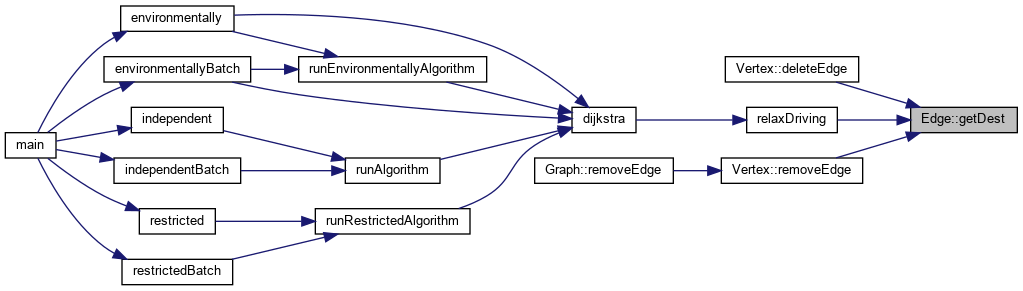 environmentally
environmentallyBatch
runEnvironmentallyAlgorithm
Vertex::deleteEdge
independent
dijkstra
relaxDriving
Edge::getDest
main
independentBatch
runAlgorithm
Graph::removeEdge
Vertex::removeEdge
restricted
runRestrictedAlgorithm
restrictedBatch